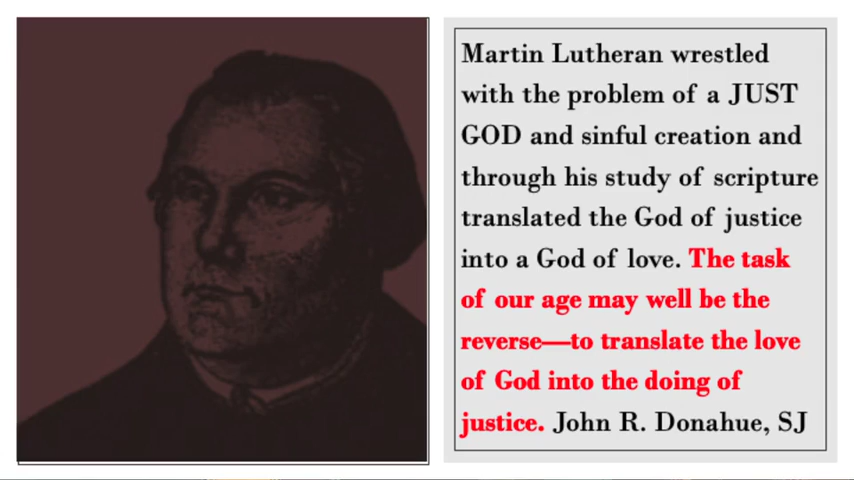 Martin Lutheran wrestled
with the problem of a JUST
GOD and sinful creation and
through his study of scripture
translated the God of justice
into a God of love. The task
of our age may well be the
reverse—to translate the love
of God into the doing of
justice. John R. Donahue, SJ